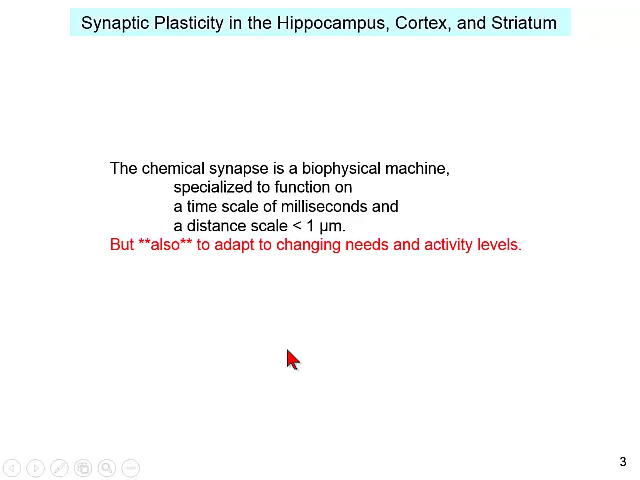 Synaptic Plasticity in the Hippocampus, Cortex, and Striatum
The chemical synapse is a biophysical machine,
specialized to function on
a time scale of milliseconds and
a distance scale < 1 μm.
But **also** to adapt to changing needs and activity levels.
3